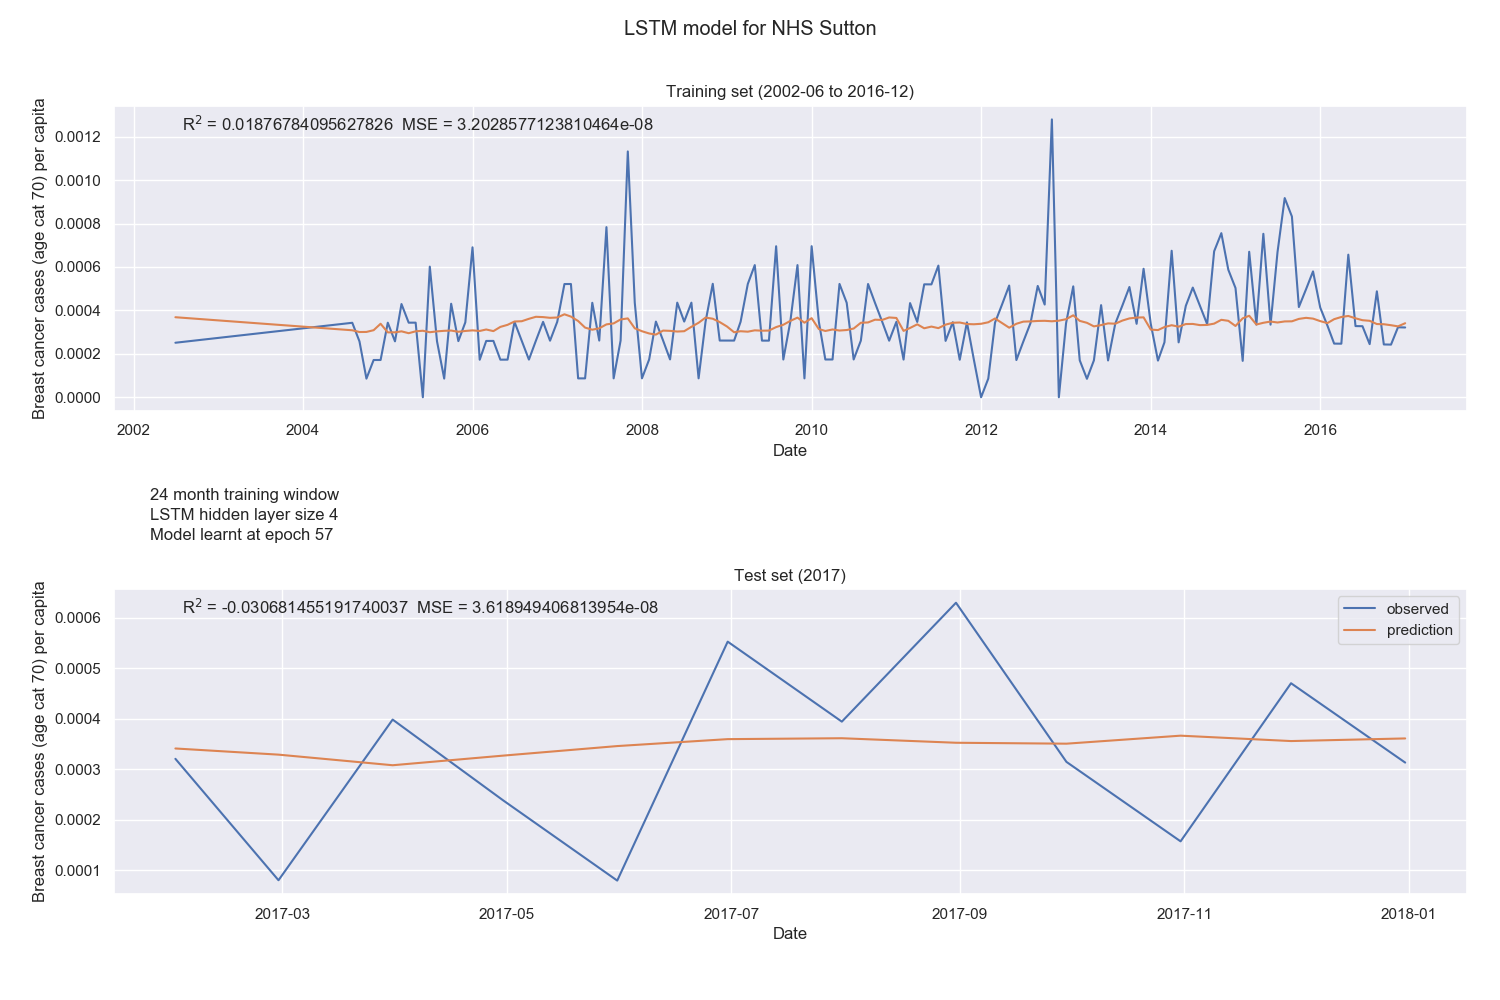 LSTM model for NHS Sutton
Training set (2002-06 to 2016-12)
R² = 0.01876784095627826 MSE = 3.2028577123810464e-08
Breast cancer cases (age cat 70) per capita
0.0012
0.0010
0.0008
0.0006
0.0004
0.0002
0.0000
2002 2004 2006 2008 2010 2012 2014 2016
Date
24 month training window
LSTM hidden layer size 4
Model learnt at epoch 57
Test set (2017)
R² = -0.030681455191740037 MSE = 3.618949406813954e-08
observed
prediction
Breast cancer cases (age cat 70) per capita
0.0006
0.0005
0.0004
0.0003
0.0002
0.0001
2017-03 2017-05 2017-07 2017-09 2017-11 2018-01
Date